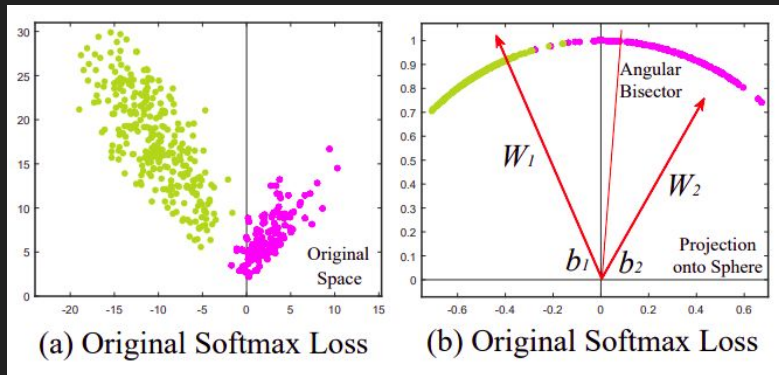 30
25
20
15
10
5
0
-20
-15
-10
-5
0
5
10
15
Original
Space
(a) Original Softmax Loss
1
0.9
0.8
0.7
0.6
0.5
0.4
0.3
0.2
0.1
0
-0.6
-0.4
-0.2
0
0.2
0.4
0.6
Angular
Bisector
W1
W2
b1
b2
Projection
onto Sphere
(b) Original Softmax Loss